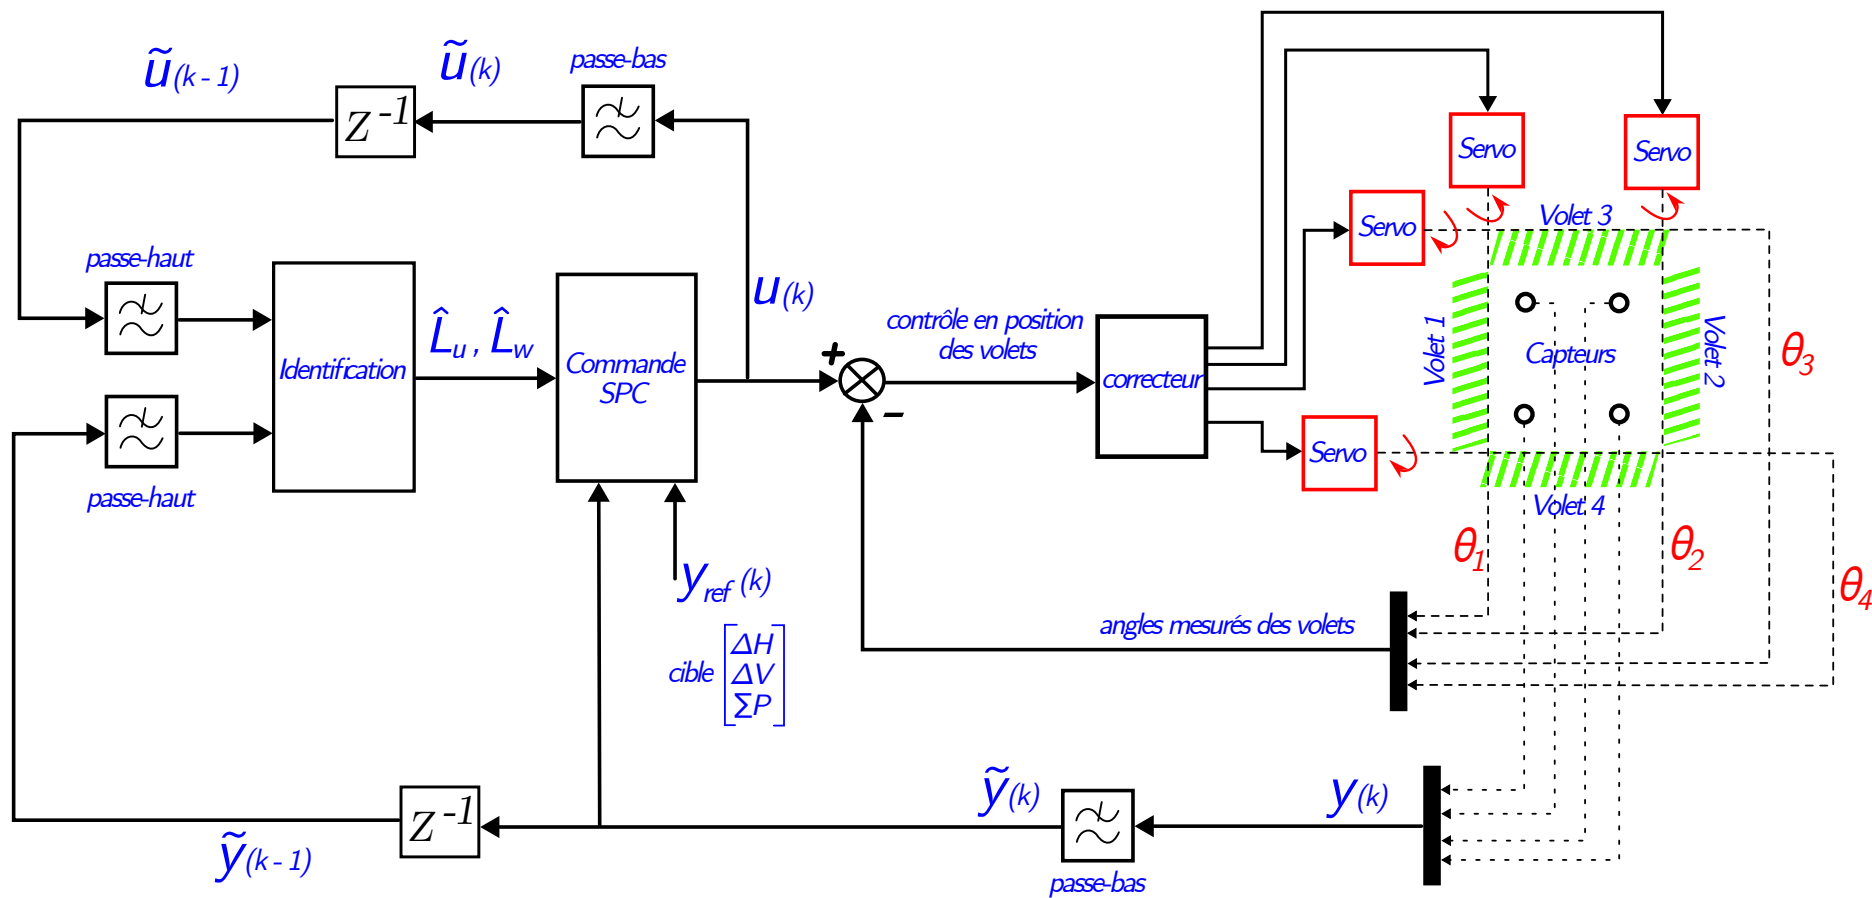 ũ(k - 1)
ũ(k)
passe-bas
Z⁻¹
Servo
Servo
Servo
Volet 3
passe-haut
u(k)
contrôle en position
des volets
L̂u , L̂w
Identification
Commande
SPC
+
-
correcteur
Volet 1
Capteurs
Volet 2
θ3
Servo
passe-haut
Volet 4
θ1
θ2
θ4
yref (k)
cible
ΔH
ΔV
ΣP
angles mesurés des volets
ỹ(k)
y(k)
Z⁻¹
ỹ(k - 1)
passe-bas